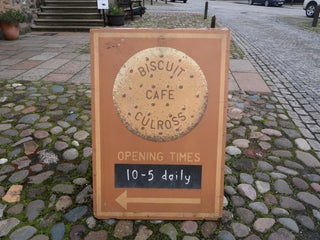 BISCUIT
CAFE
CULROSS
OPENING TIMES
10-5 daily